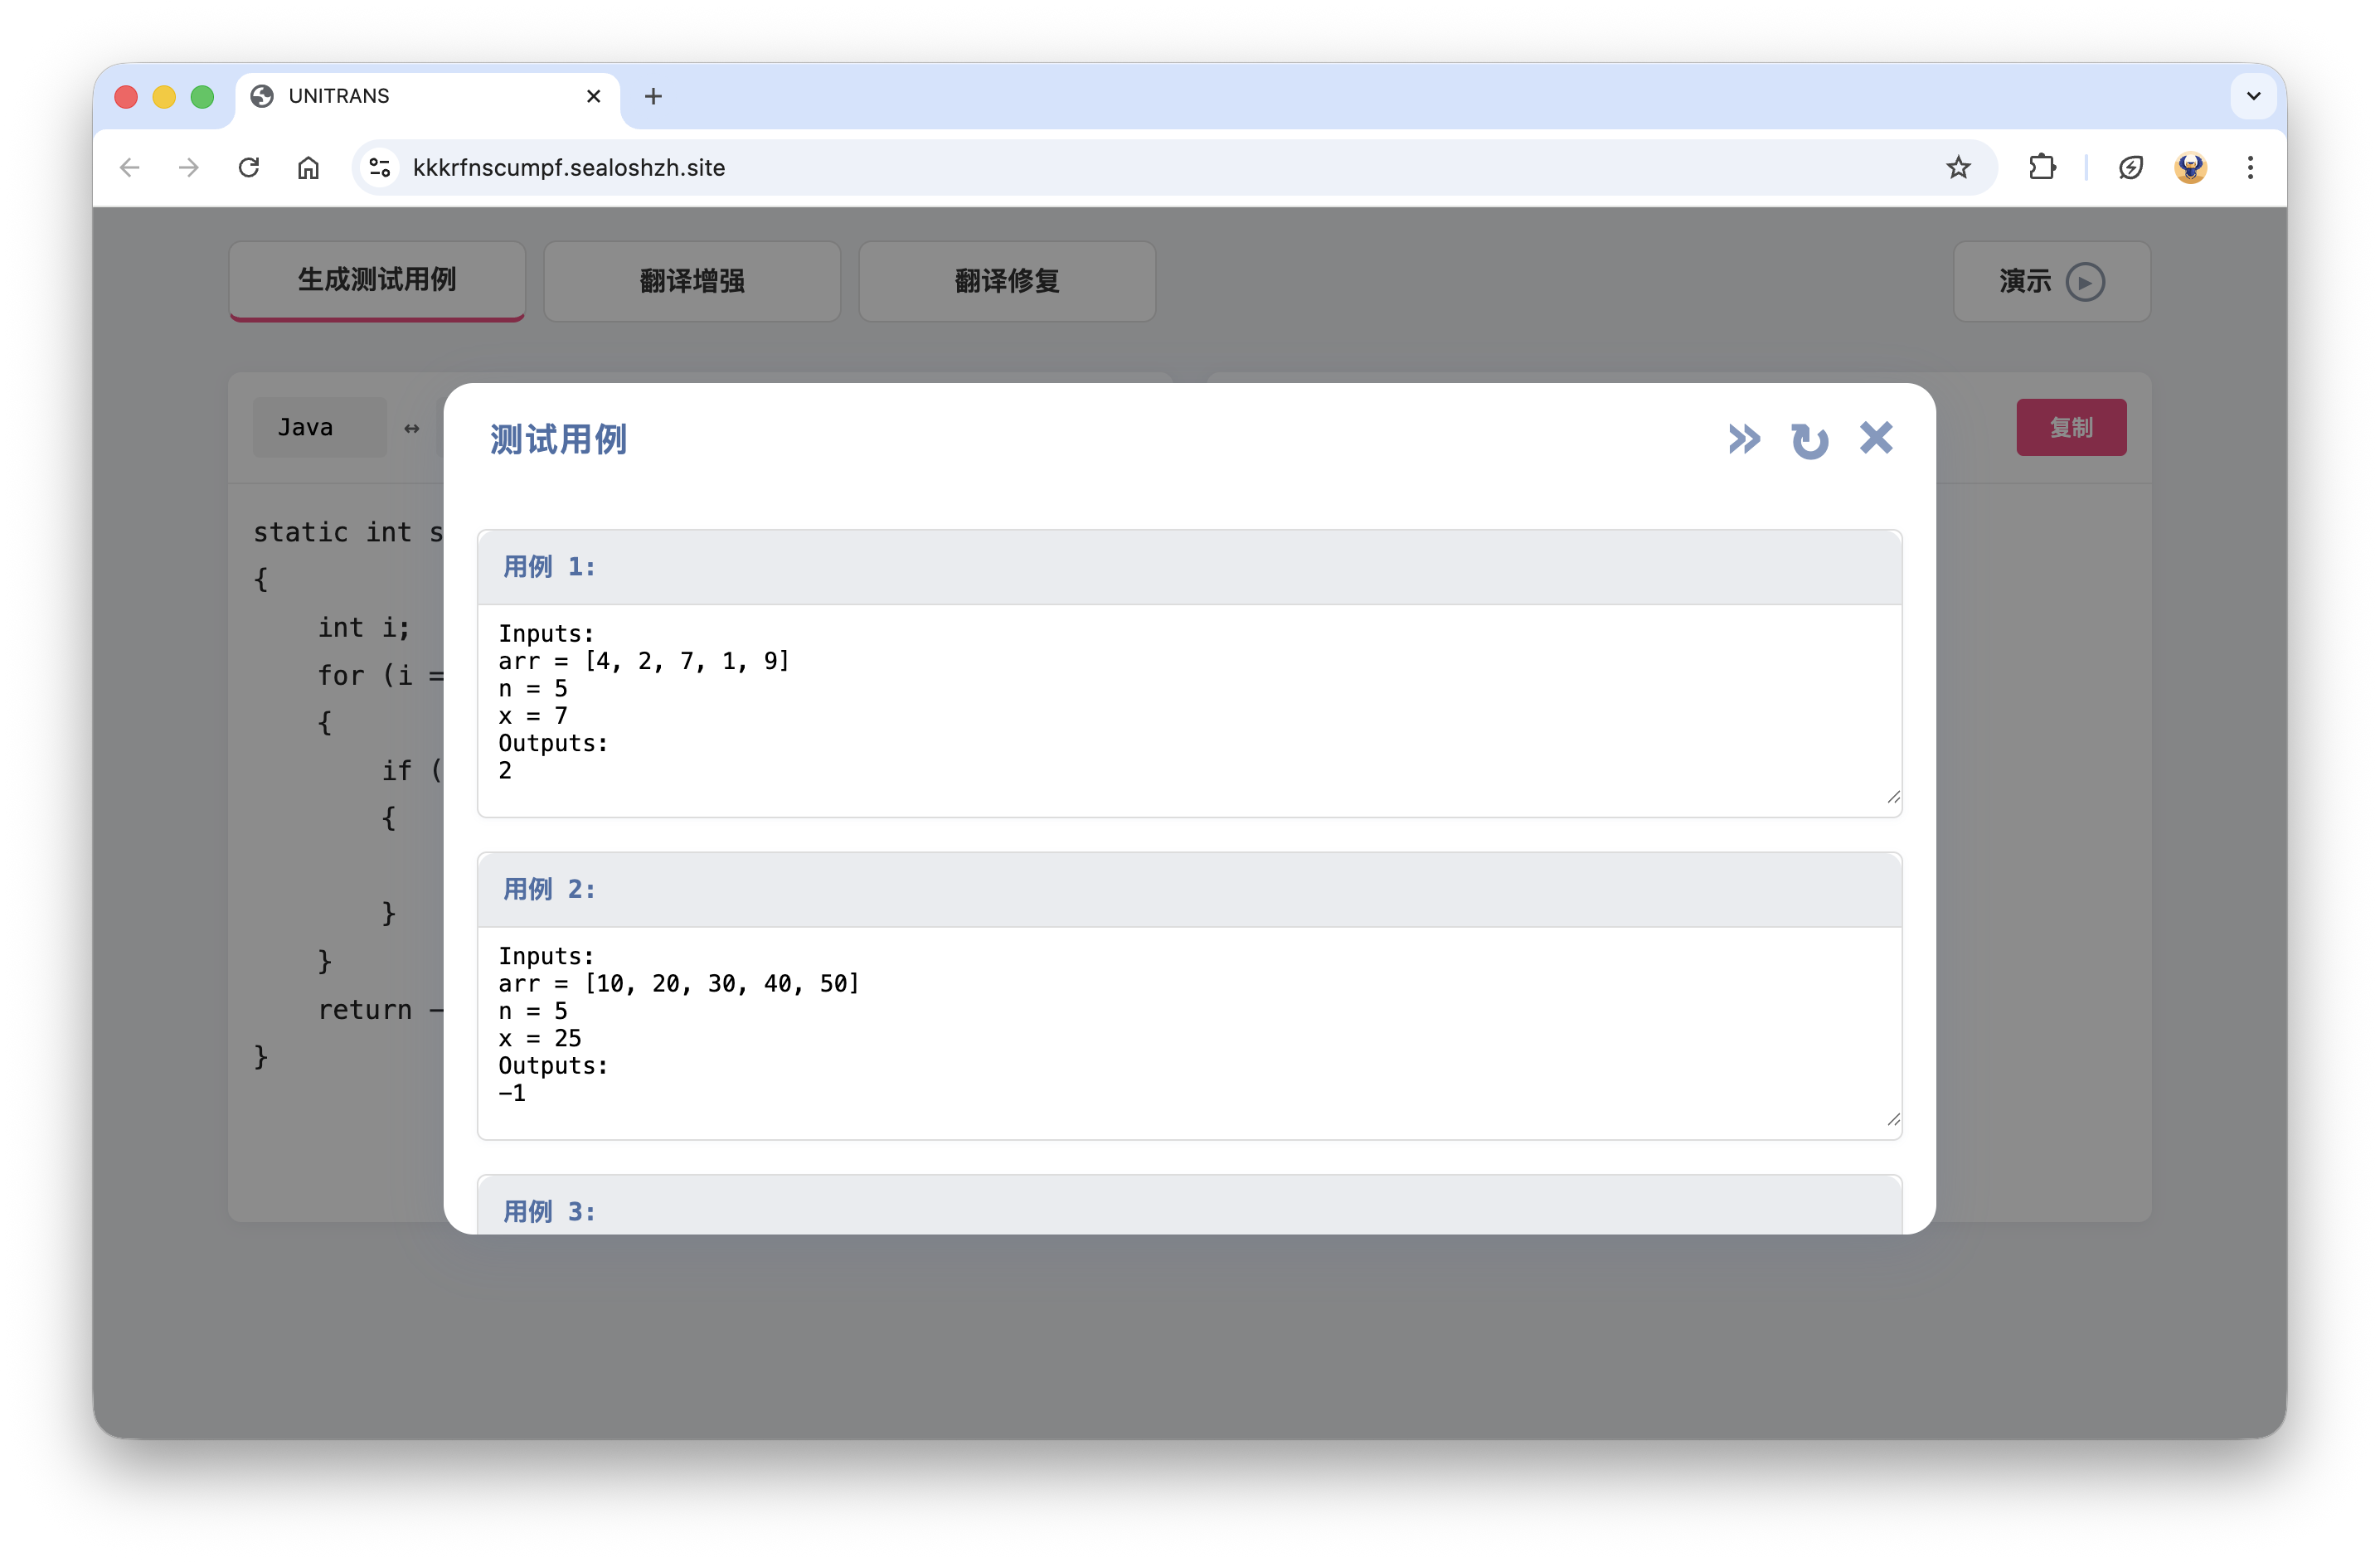 UNITRANS
kkkrfnscumpf.sealoshzh.site
生成测试用例
翻译增强
翻译修复
演示
Java
复制
测试用例
static int s
{
int i;
for (i =
{
if (
{
}
}
return -
}
用例 1:
Inputs:
arr = [4, 2, 7, 1, 9]
n = 5
x = 7
Outputs:
2
用例 2:
Inputs:
arr = [10, 20, 30, 40, 50]
n = 5
x = 25
Outputs:
-1
用例 3: